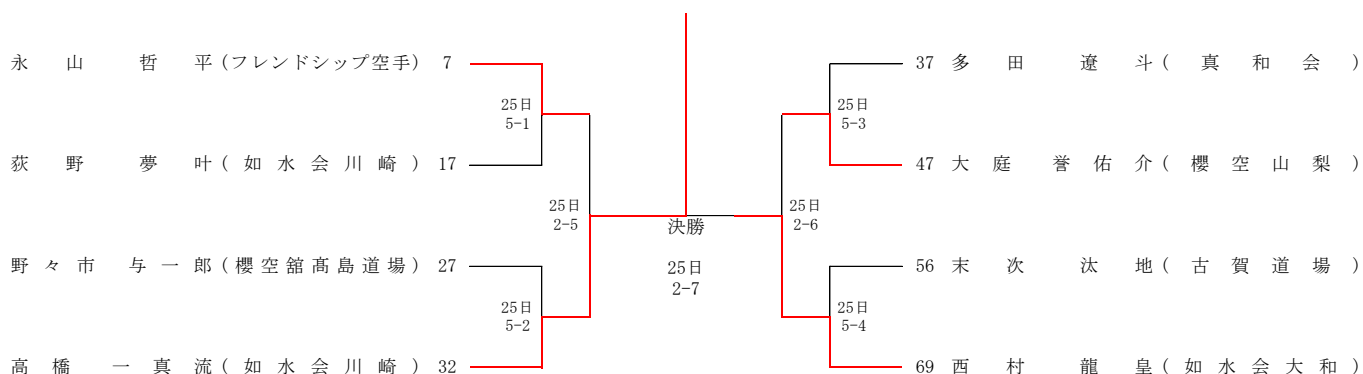 永山 哲平(フレンドシップ空手) 7
25日
5-1
荻野 夢叶(如水会川崎) 17
25日
2-5
野々市 与一郎(櫻空舘髙島道場) 27
25日
5-2
高橋 一真流(如水会川崎) 32
決勝
25日
2-7
37 多田 遼斗(真和会)
25日
5-3
47 大庭 誉佑介(櫻空山梨)
25日
2-6
56 末次 汰地(古賀道場)
25日
5-4
69 西村 龍皇(如水会大和)